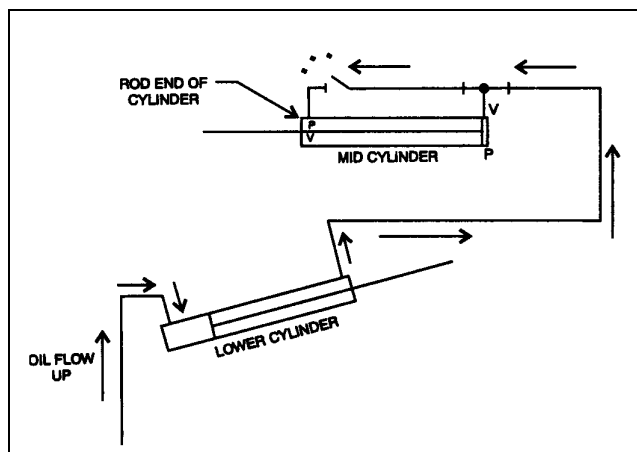 ROD END OF
CYLINDER
V
P
V
P
MID CYLINDER
LOWER CYLINDER
OIL FLOW
UP